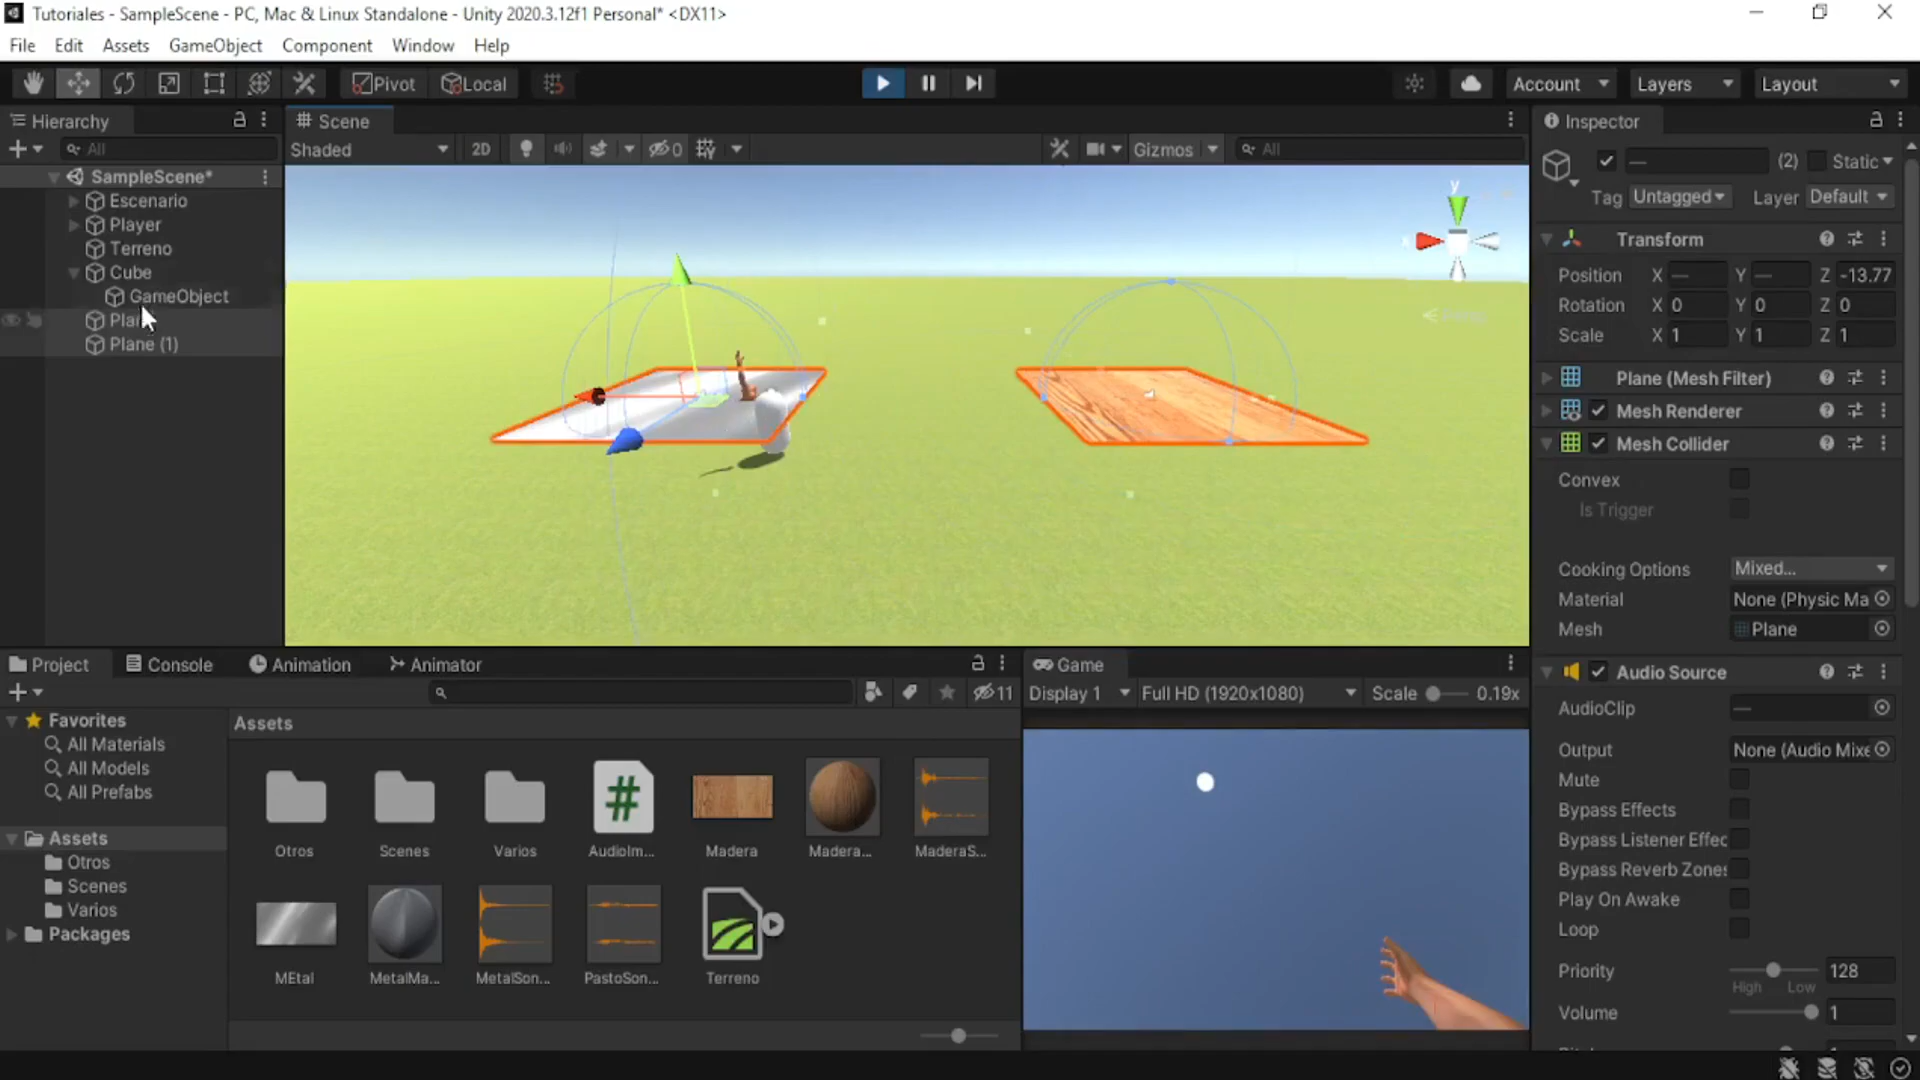 Tutoriales - SampleScene - PC, Mac & Linux Standalone - Unity 2020.3.12f1 Personal* <DX11>
File Edit Assets GameObject Component Window Help
Pivot Local Account Layers Layout
Hierarchy
All
SampleScene*
Escenario
Player
Terreno
Cube
GameObject
Plan
Plane (1)
Scene
Shaded 2D 0 Gizmos All
y
x
Inspector
— (2) Static
Tag Untagged Layer Default
Transform
Position X — Y — Z -13.77
Rotation X 0 Y 0 Z 0
Scale X 1 Y 1 Z 1
Plane (Mesh Filter)
Mesh Renderer
Mesh Collider
Convex
Is Trigger
Cooking Options Mixed...
Material None (Physic Ma
Mesh Plane
Audio Source
AudioClip —
Output None (Audio Mixe
Mute
Bypass Effects
Bypass Listener Effec
Bypass Reverb Zones
Play On Awake
Loop
Priority 128
High Low
Volume 1
Project Console Animation Animator
11
Favorites
All Materials
All Models
All Prefabs
Assets
Otros
Scenes
Varios
Packages
Assets
Otros Scenes Varios AudioIm... Madera Madera... MaderaS...
MEtal MetalMa... MetalSon... PastoSon... Terreno
Game
Display 1 Full HD (1920x1080) Scale 0.19x